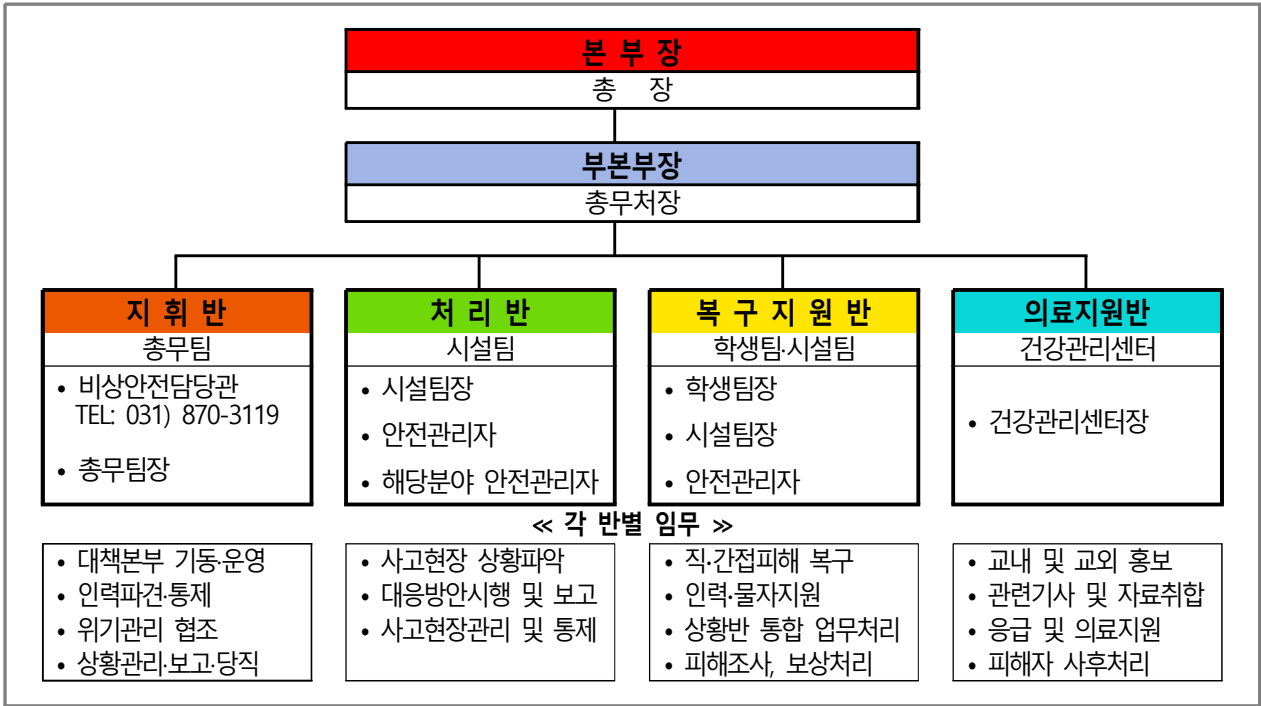 본 부 장
총 장
부본부장
총무처장
지 휘 반
총무팀
• 비상안전담당관
TEL: 031) 870-3119
• 총무팀장
처 리 반
시설팀
• 시설팀장
• 안전관리자
• 해당분야 안전관리자
복 구 지 원 반
학생팀·시설팀
• 학생팀장
• 시설팀장
• 안전관리자
의료지원반
건강관리센터
• 건강관리센터장
≪ 각 반별 임무 ≫
• 대책본부 기동·운영
• 인력파견·통제
• 위기관리 협조
• 상황관리·보고·당직
• 사고현장 상황파악
• 대응방안시행 및 보고
• 사고현장관리 및 통제
• 직·간접피해 복구
• 인력·물자지원
• 상황반 통합 업무처리
• 피해조사, 보상처리
• 교내 및 교외 홍보
• 관련기사 및 자료취합
• 응급 및 의료지원
• 피해자 사후처리